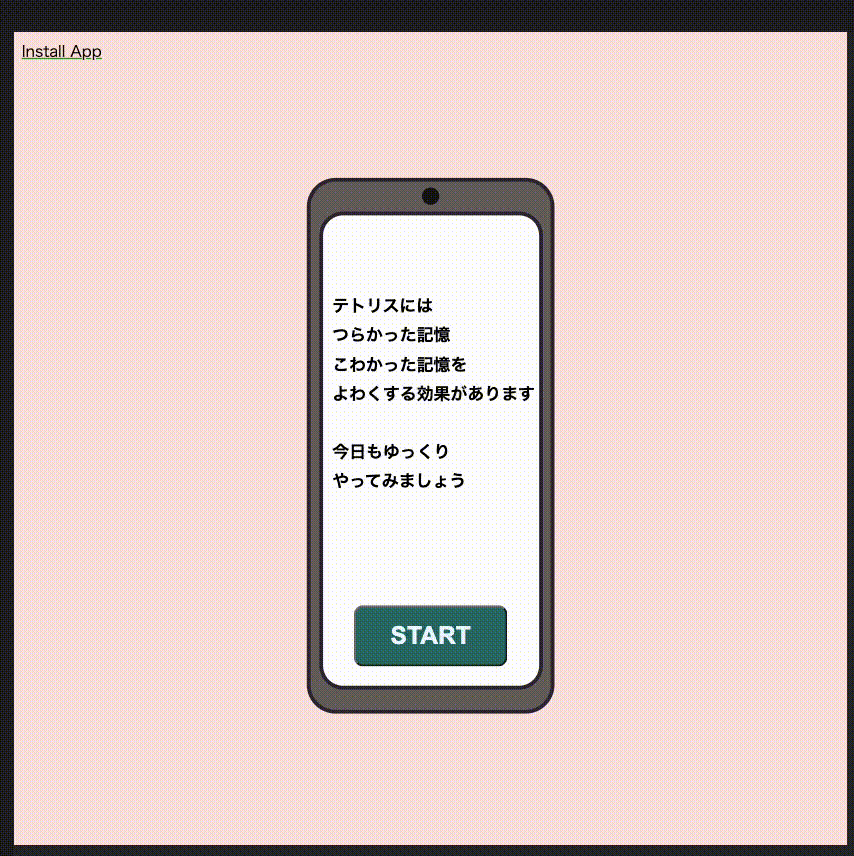 Install App
テトリスには
つらかった記憶
こわかった記憶を
よわくする効果があります
今日もゆっくり
やってみましょう
START